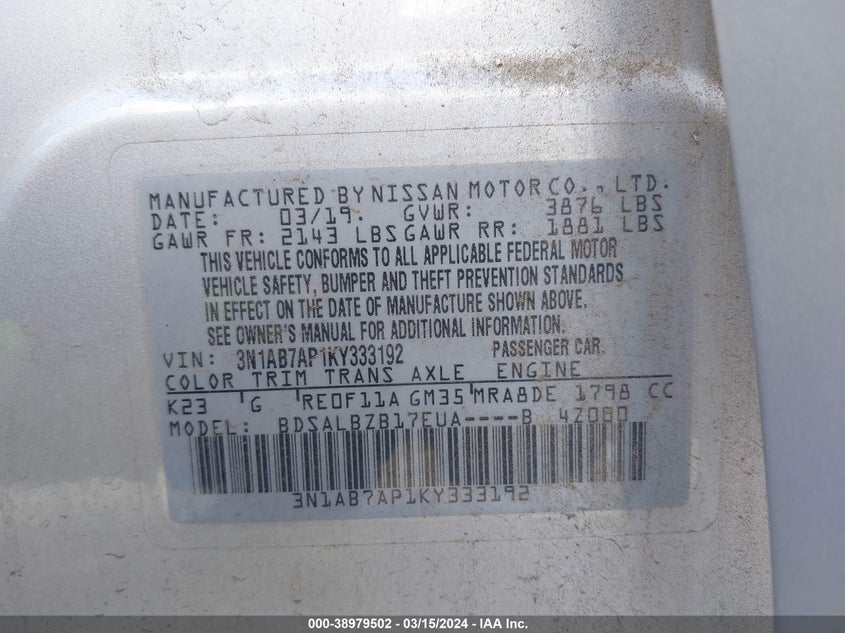 MANUFACTURED BY NISSAN MOTOR CO., LTD.
DATE: 03/19. GVWR: 3876 LBS
GAWR FR: 2143 LBS GAWR RR: 1881 LBS
THIS VEHICLE CONFORMS TO ALL APPLICABLE FEDERAL MOTOR
VEHICLE SAFETY, BUMPER AND THEFT PREVENTION STANDARDS
IN EFFECT ON THE DATE OF MANUFACTURE SHOWN ABOVE.
SEE OWNER'S MANUAL FOR ADDITIONAL INFORMATION.
VIN: 3N1AB7AP1KY333192 PASSENGER CAR.
COLOR TRIM TRANS AXLE ENGINE
K23 G RE0F11A GM35 MRA8DE 1798 CC
MODEL: BDSALBZB17EUA----B 4Z000
3N1AB7AP1KY333192
000-38979502 - 03/15/2024 - IAA Inc.